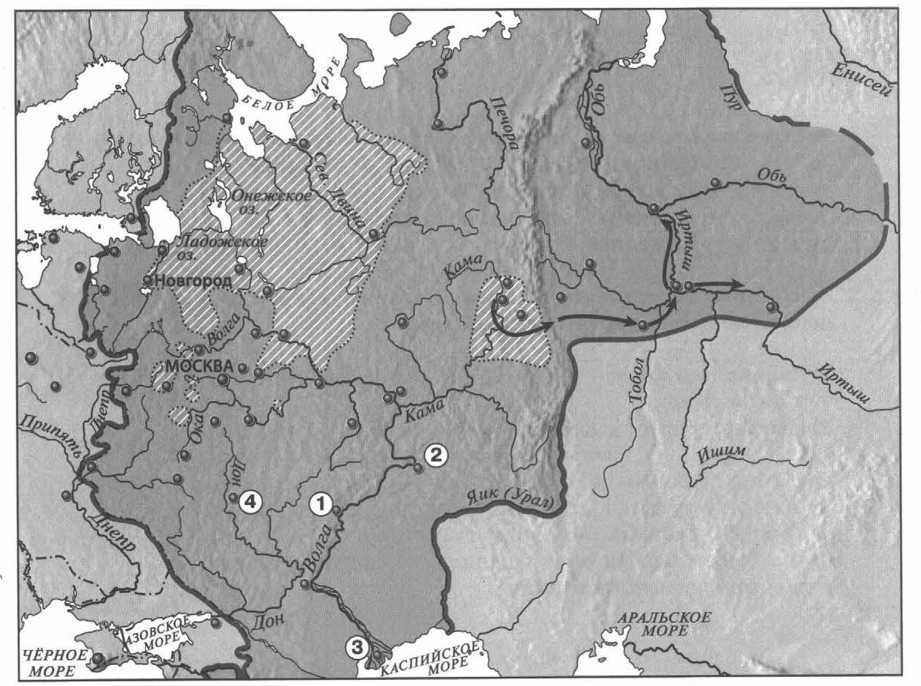 БЕЛОЕ МОРЕ
Печора
Обь
Пур
Енисей
Сев. Двина
Онежское
оз.
Обь
Иртыш
Ладожское
оз.
Новгород
Кама
Волга
МОСКВА
Тобол
Иртыш
Днепр
Ока
Кама
Припять
Дон
2
Ишим
4
1
Яик (Урал)
Днепр
Волга
Дон
АЗОВСКОЕ
МОРЕ
АРАЛЬСКОЕ
МОРЕ
3
ЧЁРНОЕ
МОРЕ
КАСПИЙСКОЕ
МОРЕ